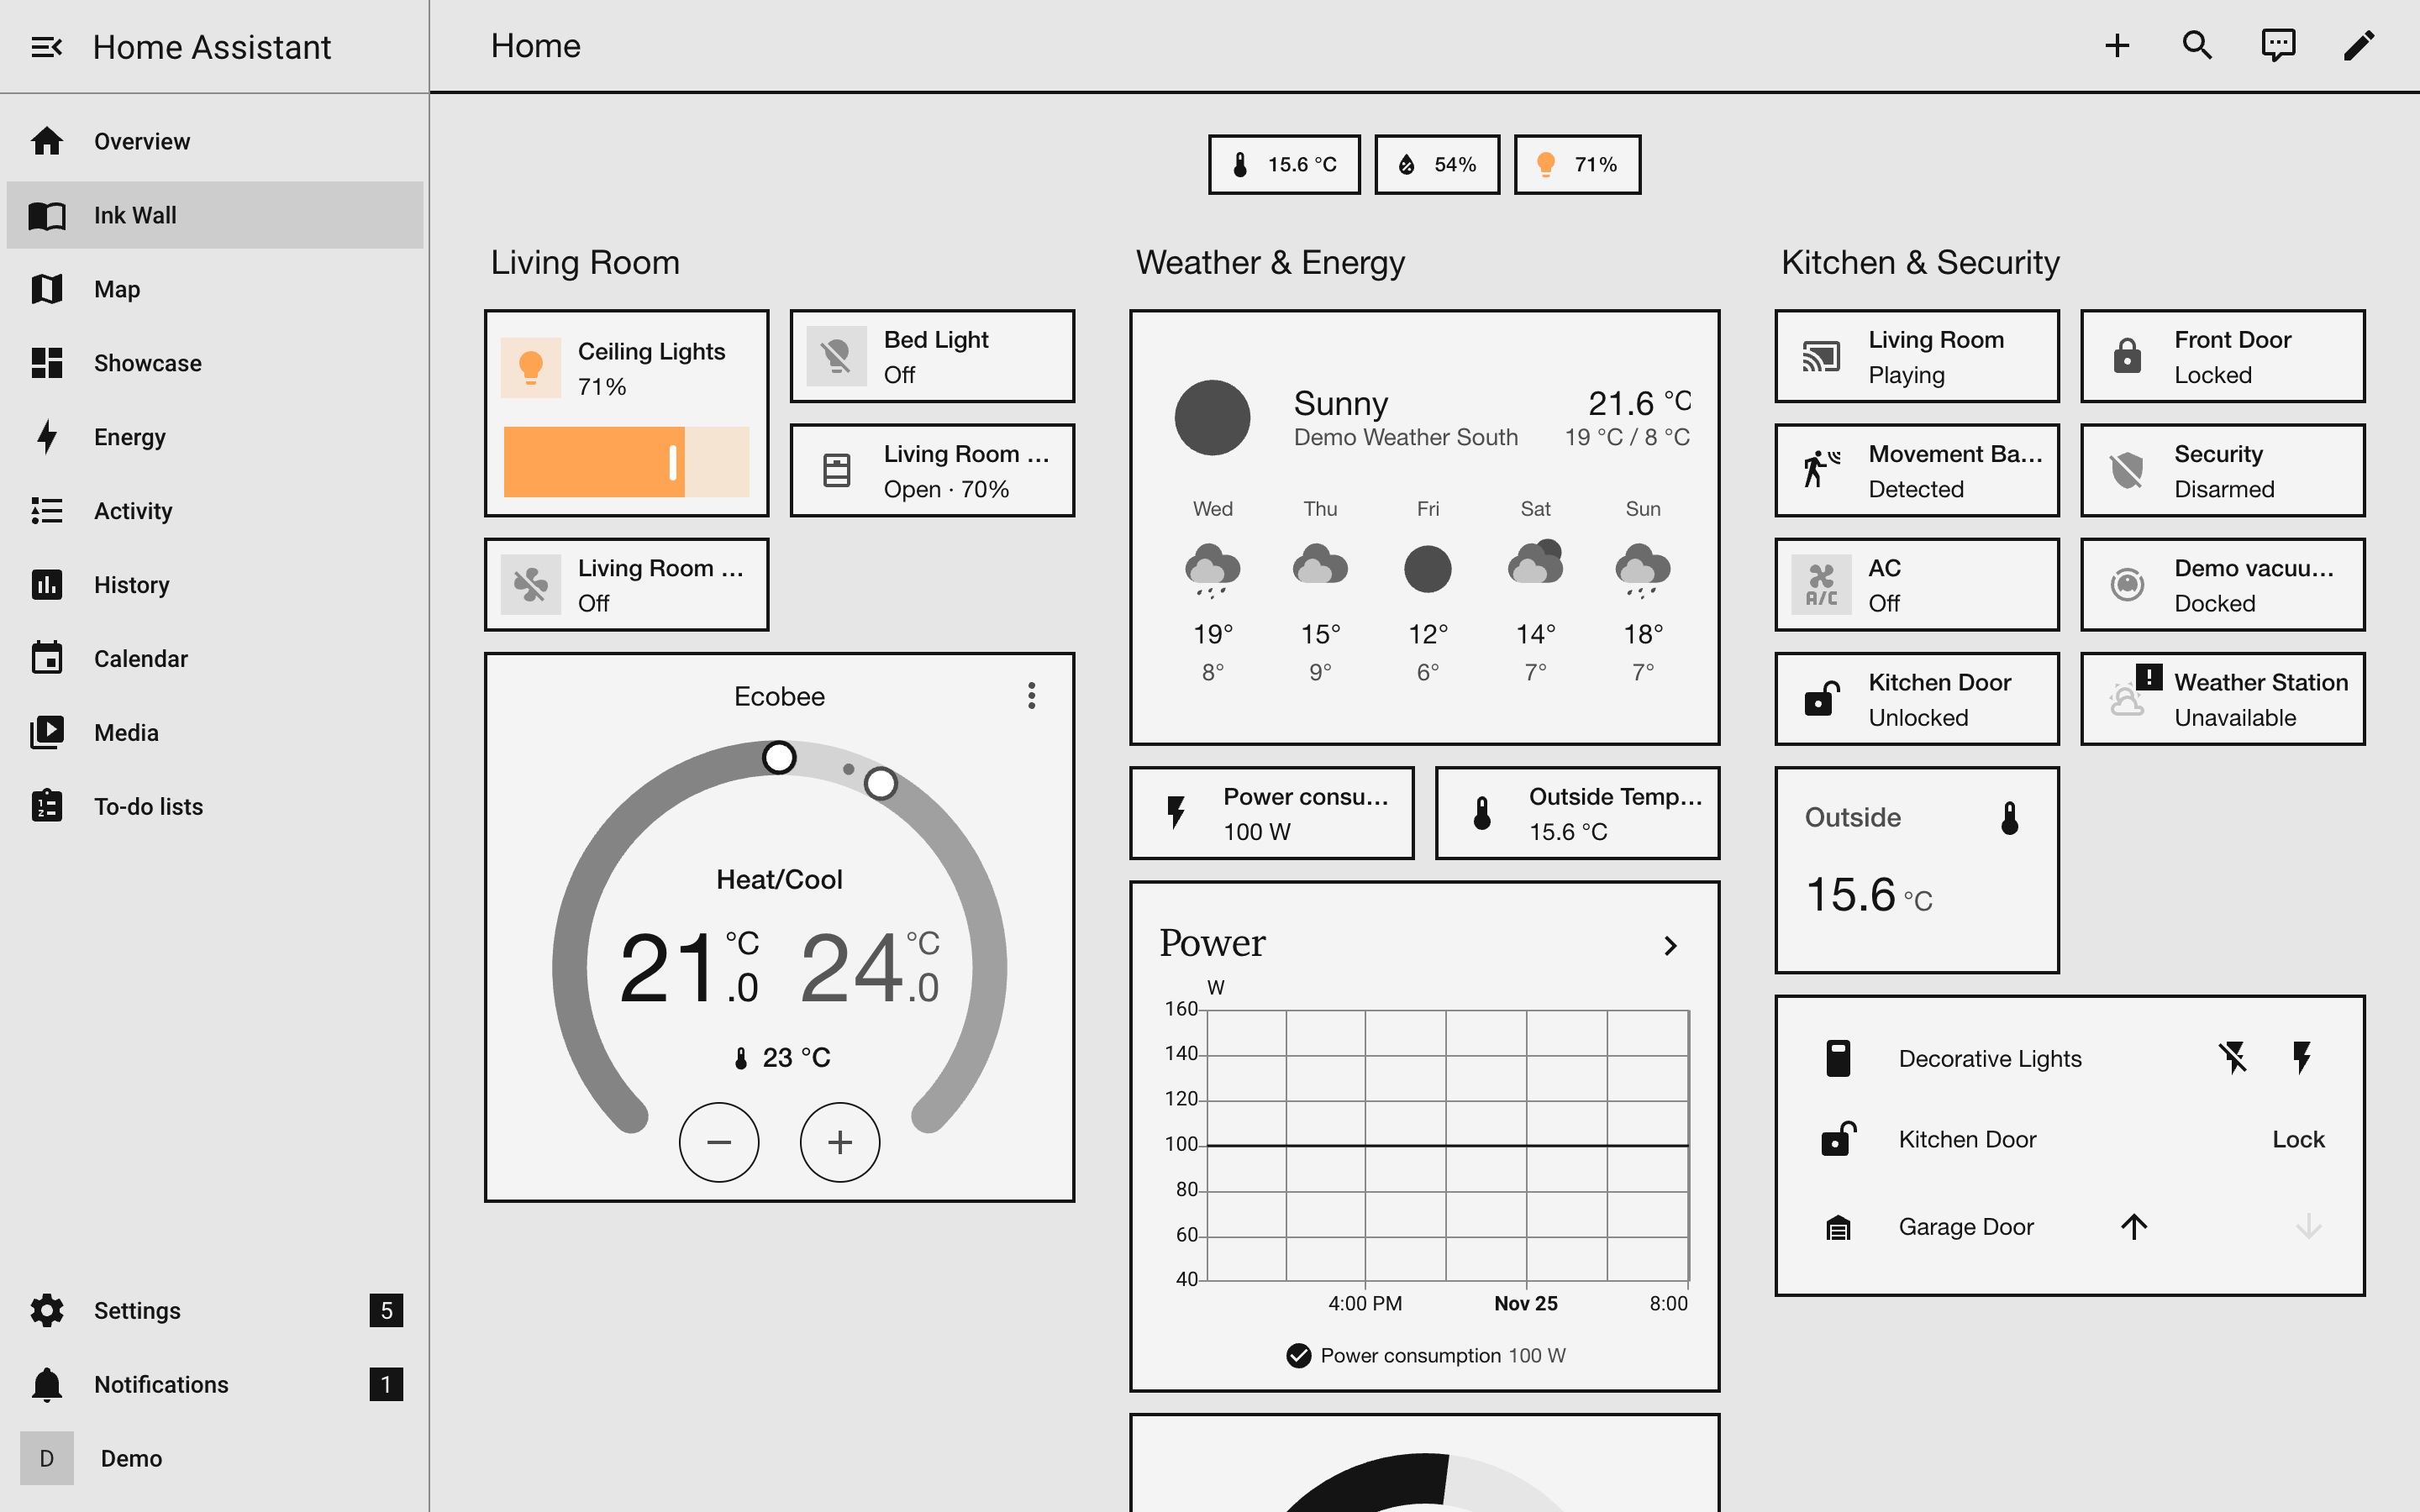 Home Assistant
Overview
Ink Wall
Map
Showcase
Energy
Activity
History
Calendar
Media
To-do lists
Settings 5
Notifications 1
D Demo
Home
15.6 °C 54% 71%
Living Room
Ceiling Lights
71%
Bed Light
Off
Living Room ...
Open · 70%
Living Room ...
Off
Ecobee
Heat/Cool
21.0 °C 24.0 °C
23 °C
Weather & Energy
Sunny 21.6 °C
Demo Weather South 19 °C / 8 °C
Wed Thu Fri Sat Sun
19° 15° 12° 14° 18°
8° 9° 6° 7° 7°
Power consu...
100 W
Outside Temp...
15.6 °C
Power
W
160
140
120
100
80
60
40
4:00 PM Nov 25 8:00
Power consumption 100 W
Kitchen & Security
Living Room
Playing
Front Door
Locked
Movement Ba...
Detected
Security
Disarmed
A/C
AC
Off
Demo vacuu...
Docked
Kitchen Door
Unlocked
Weather Station
Unavailable
Outside
15.6 °C
Decorative Lights
Kitchen Door Lock
Garage Door